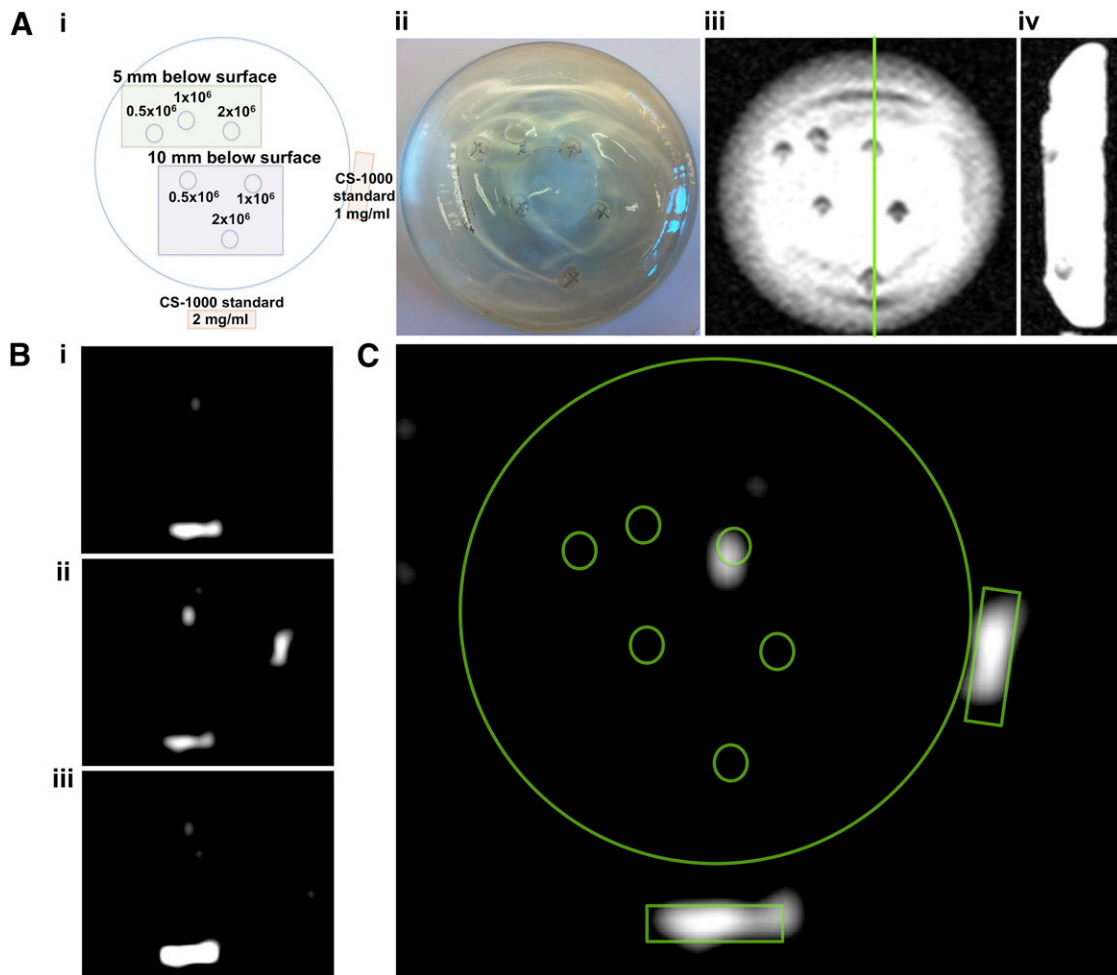 A i ii iii iv
5 mm below surface
1x10⁶
0.5x10⁶ 2x10⁶
10 mm below surface
0.5x10⁶ 1x10⁶
2x10⁶
CS-1000
standard
1 mg/ml
CS-1000 standard
2 mg/ml
B i C
ii
iii